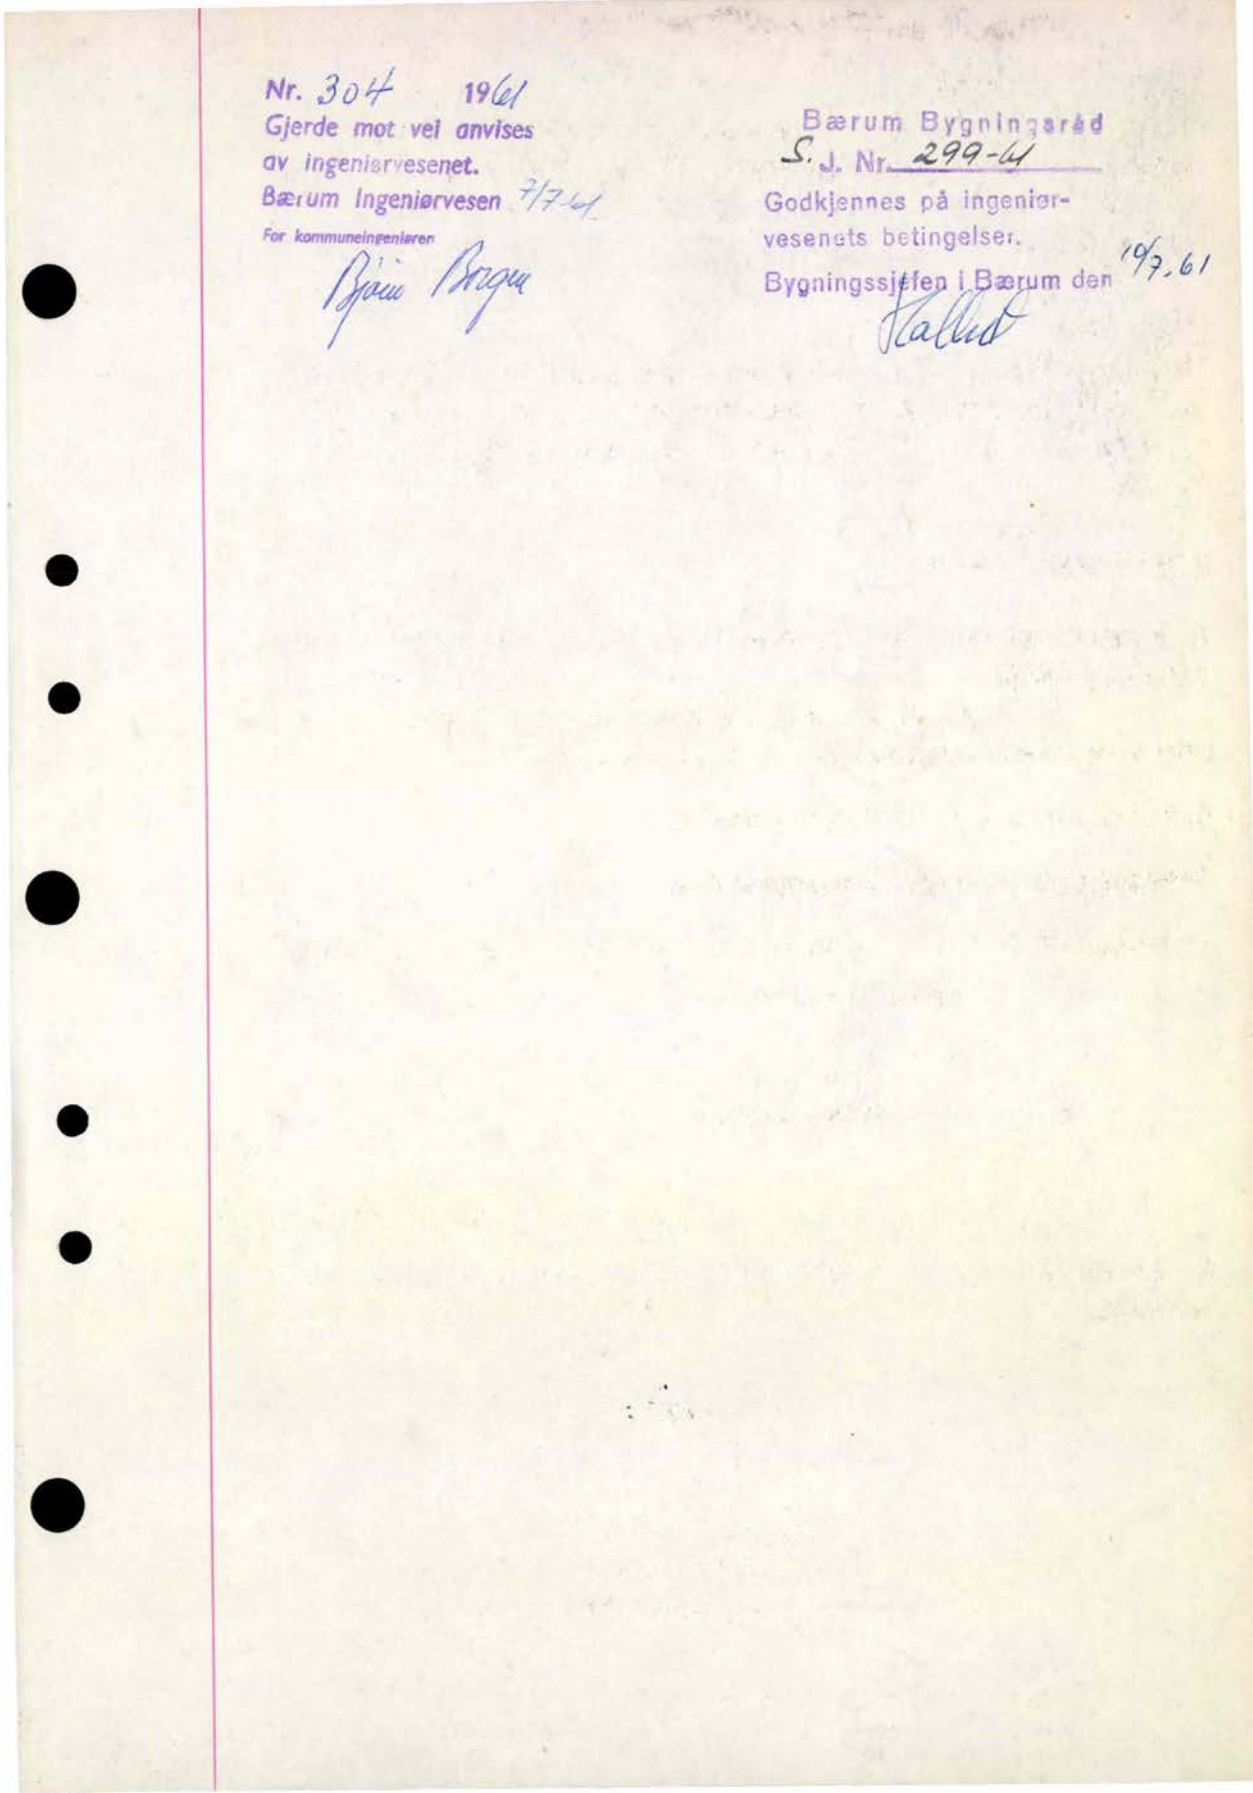 Nr. 304 1961
Gjerde mot vei anvises
av ingeniørvesenet.
Bærum Ingeniørvesen 7/7-61
For kommuneingeniøren
Bjørn Borgen
Bærum Bygningsråd
S. J. Nr. 299-61
Godkjennes på ingeniør-
vesenets betingelser.
Bygningssjefen i Bærum den 10/7.61